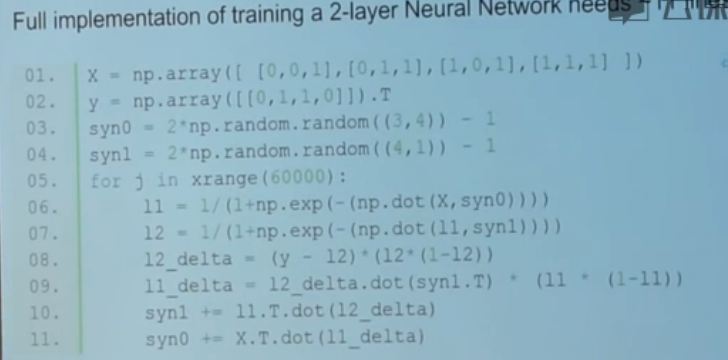 Full implementation of training a 2-layer Neural Network needs
01. X = np.array([ [0,0,1],[0,1,1],[1,0,1],[1,1,1] ])
02. y = np.array([[0,1,1,0]]).T
03. syn0 = 2*np.random.random((3,4)) - 1
04. syn1 = 2*np.random.random((4,1)) - 1
05. for j in xrange(60000):
06. l1 = 1/(1+np.exp(-(np.dot(X,syn0))))
07. l2 = 1/(1+np.exp(-(np.dot(l1,syn1))))
08. l2_delta = (y - l2)*(l2*(1-l2))
09. l1_delta = l2_delta.dot(syn1.T) * (l1 * (1-l1))
10. syn1 += l1.T.dot(l2_delta)
11. syn0 += X.T.dot(l1_delta)